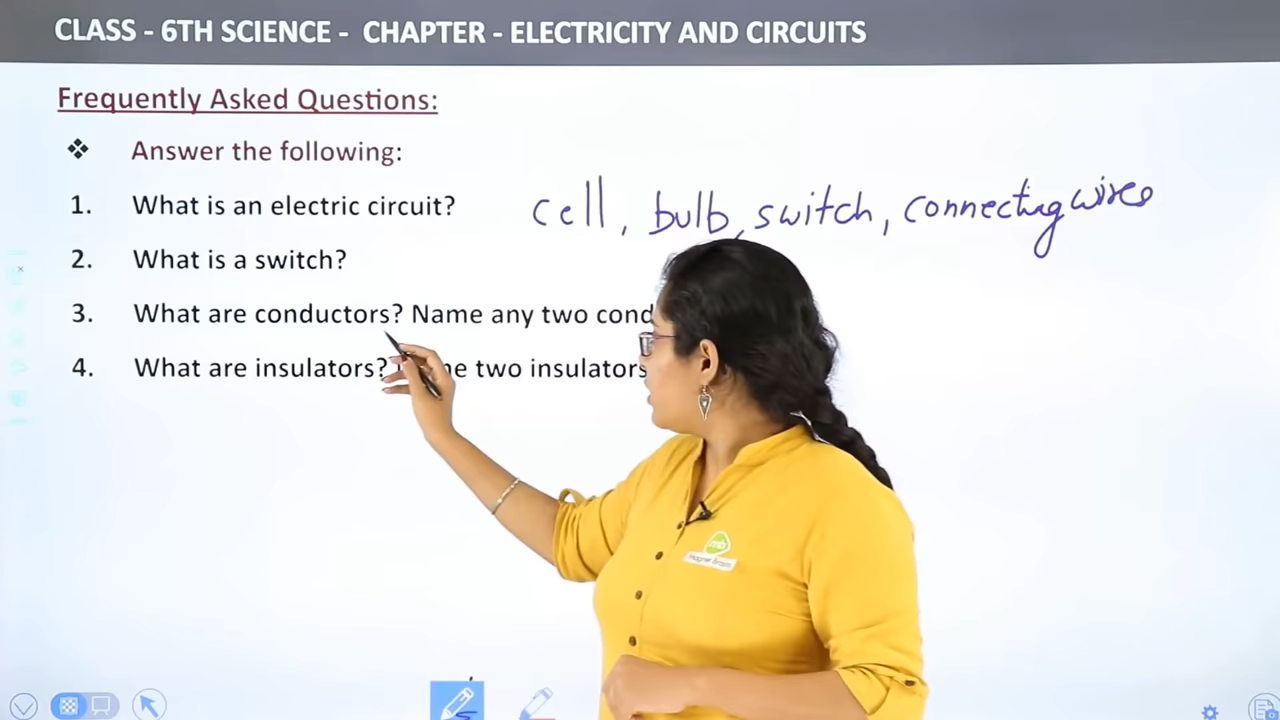 CLASS - 6TH SCIENCE - CHAPTER - ELECTRICITY AND CIRCUITS
Frequently Asked Questions:
❖ Answer the following:
1. What is an electric circuit? cell, bulb, switch, connecting wires
2. What is a switch?
3. What are conductors? Name any two
4. What are insulators? two insulators
Magnet Brains